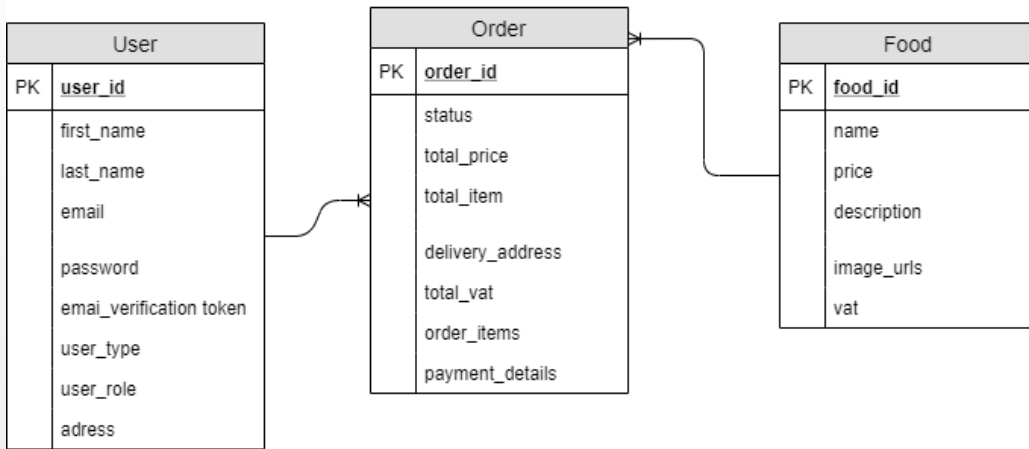 User
PK user_id
first_name
last_name
email
password
emai_verification token
user_type
user_role
adress
Order
PK order_id
status
total_price
total_item
delivery_address
total_vat
order_items
payment_details
Food
PK food_id
name
price
description
image_urls
vat